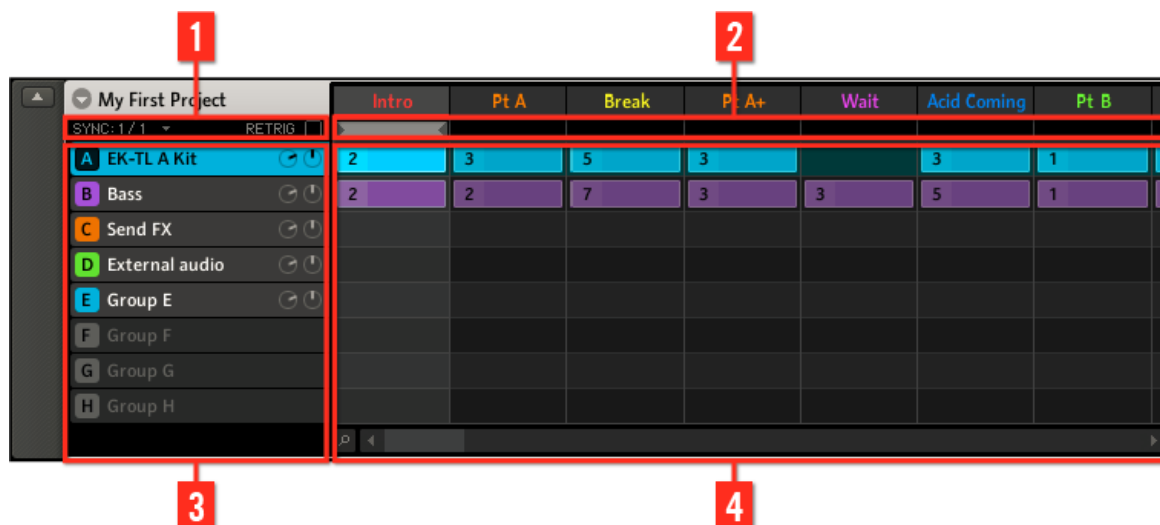 1 2
My First Project Intro Pt A Break Pt A+ Wait Acid Coming Pt B
SYNC: 1 / 1 RETRIG
A EK-TL A Kit 2 3 5 3 3 1
B Bass 2 2 7 3 3 5 1
C Send FX
D External audio
E Group E
F Group F
G Group G
H Group H
3 4